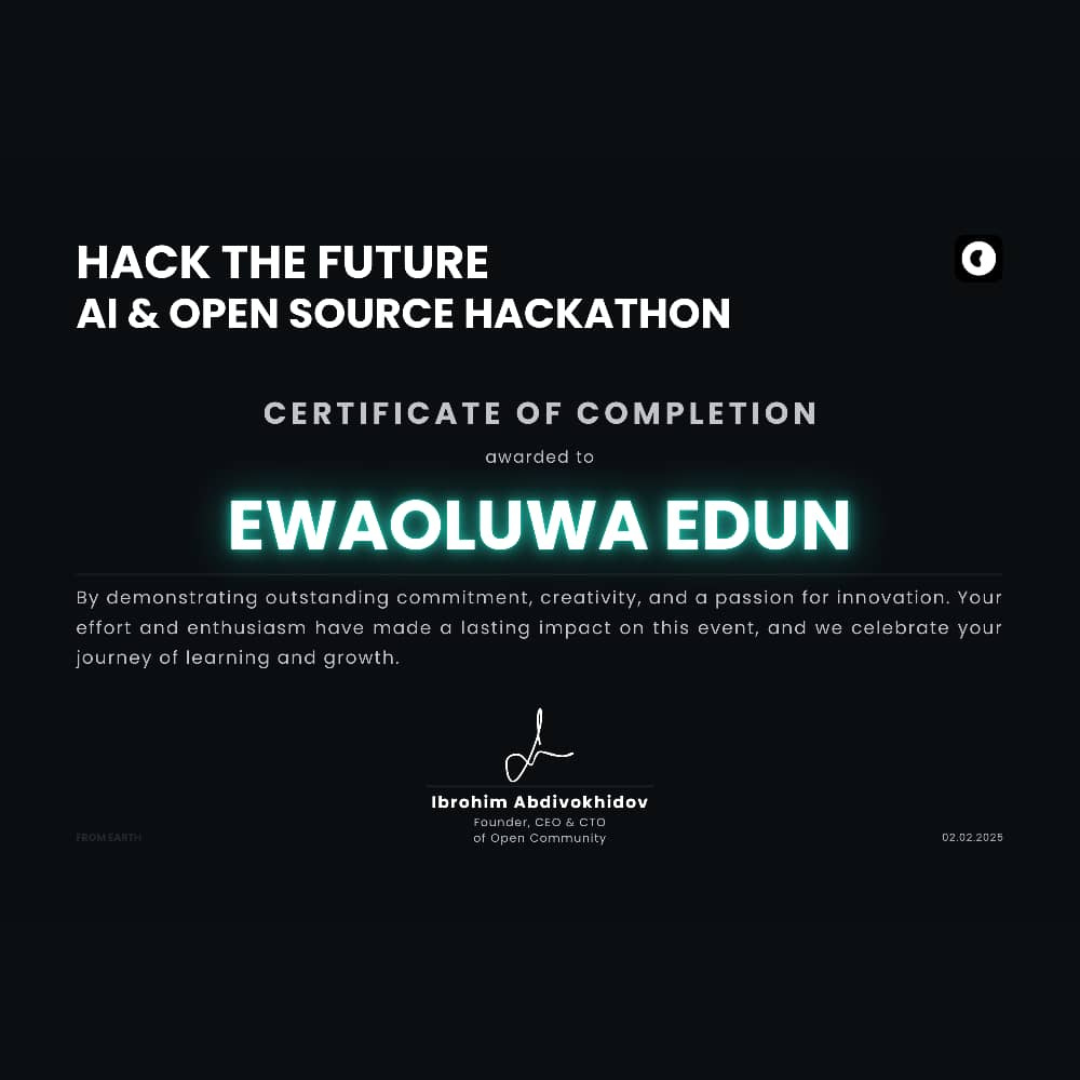 HACK THE FUTURE
AI & OPEN SOURCE HACKATHON
CERTIFICATE OF COMPLETION
awarded to
EWAOLUWA EDUN
By demonstrating outstanding commitment, creativity, and a passion for innovation. Your
effort and enthusiasm have made a lasting impact on this event, and we celebrate your
journey of learning and growth.
Ibrohim Abdivokhidov
Founder, CEO & CTO
of Open Community
FROM EARTH
02.02.2025